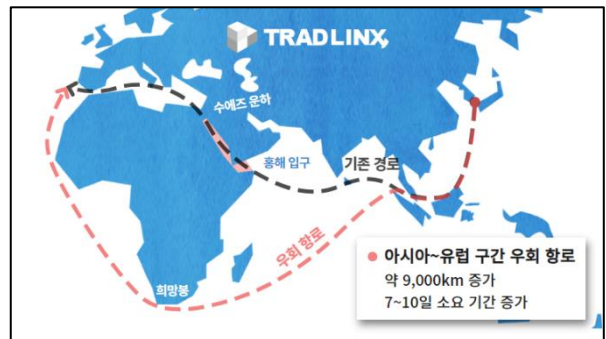 TRADLINX
수에즈 운하
홍해 입구
기존 경로
우회 항로
희망봉
아시아~유럽 구간 우회 항로
약 9,000km 증가
7~10일 소요 기간 증가